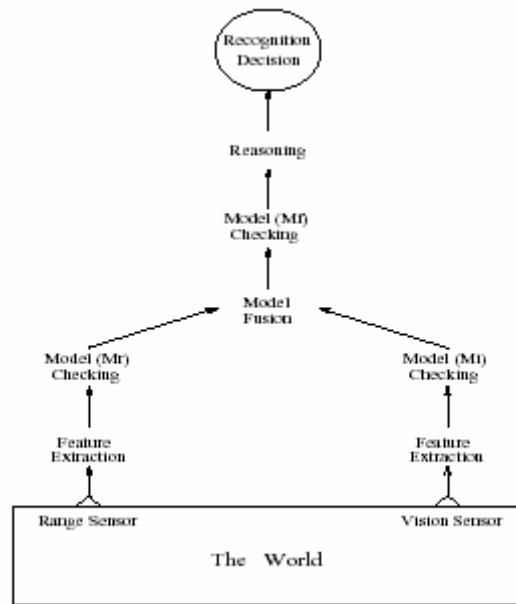 Recognition
Decision
Reasoning
Model (Mf)
Checking
Model
Fusion
Model (Mr)
Checking
Model (Mi)
Checking
Feature
Extraction
Feature
Extraction
Range Sensor
Vision Sensor
The World